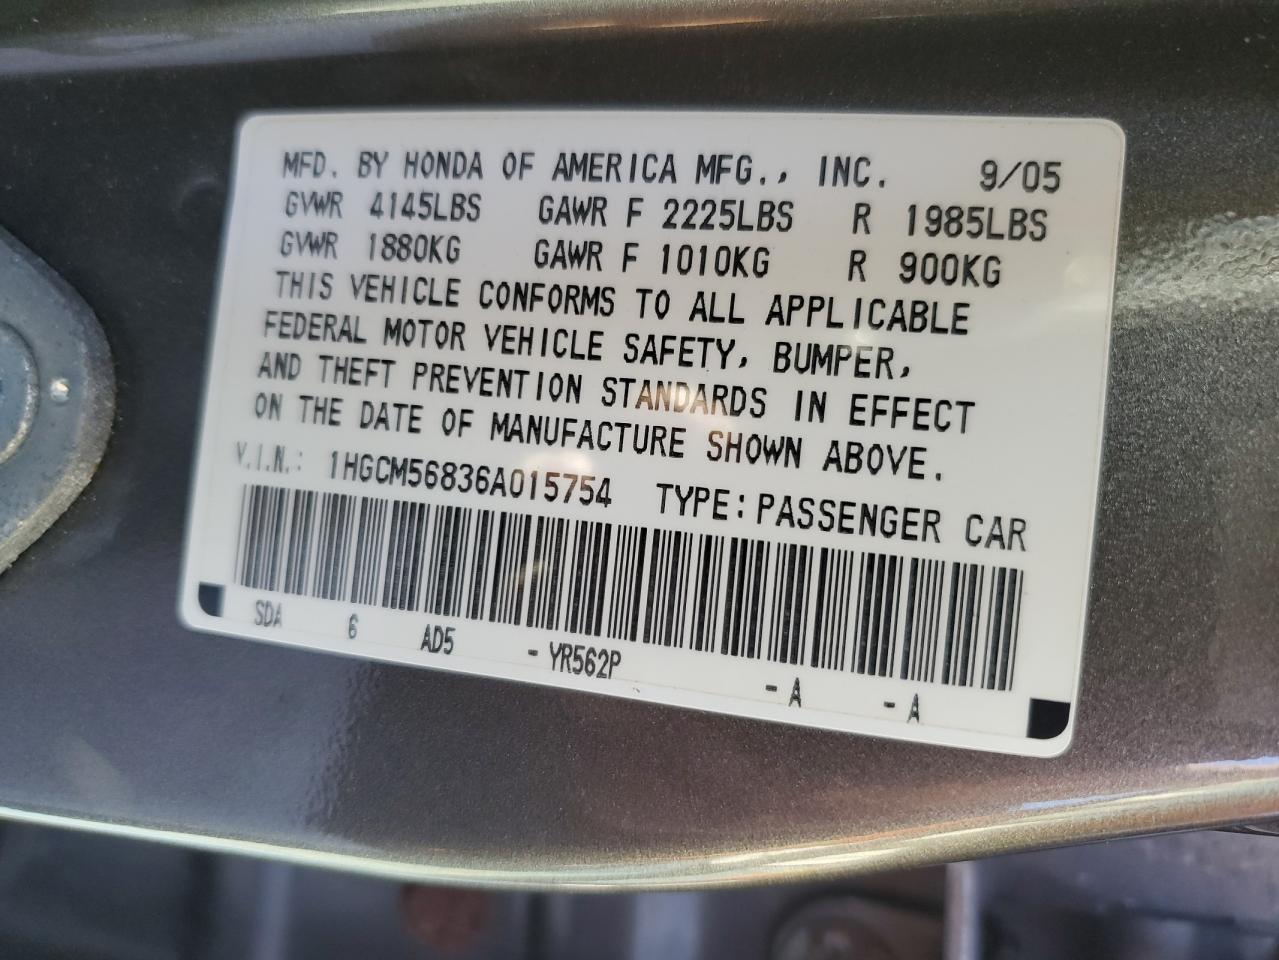 MFD. BY HONDA OF AMERICA MFG., INC. 9/05
GVWR 4145LBS GAWR F 2225LBS R 1985LBS
GVWR 1880KG GAWR F 1010KG R 900KG
THIS VEHICLE CONFORMS TO ALL APPLICABLE
FEDERAL MOTOR VEHICLE SAFETY, BUMPER,
AND THEFT PREVENTION STANDARDS IN EFFECT
ON THE DATE OF MANUFACTURE SHOWN ABOVE.
V.I.N.: 1HGCM56836A015754 TYPE:PASSENGER CAR
SDA 6 AD5 -YR562P -A -A